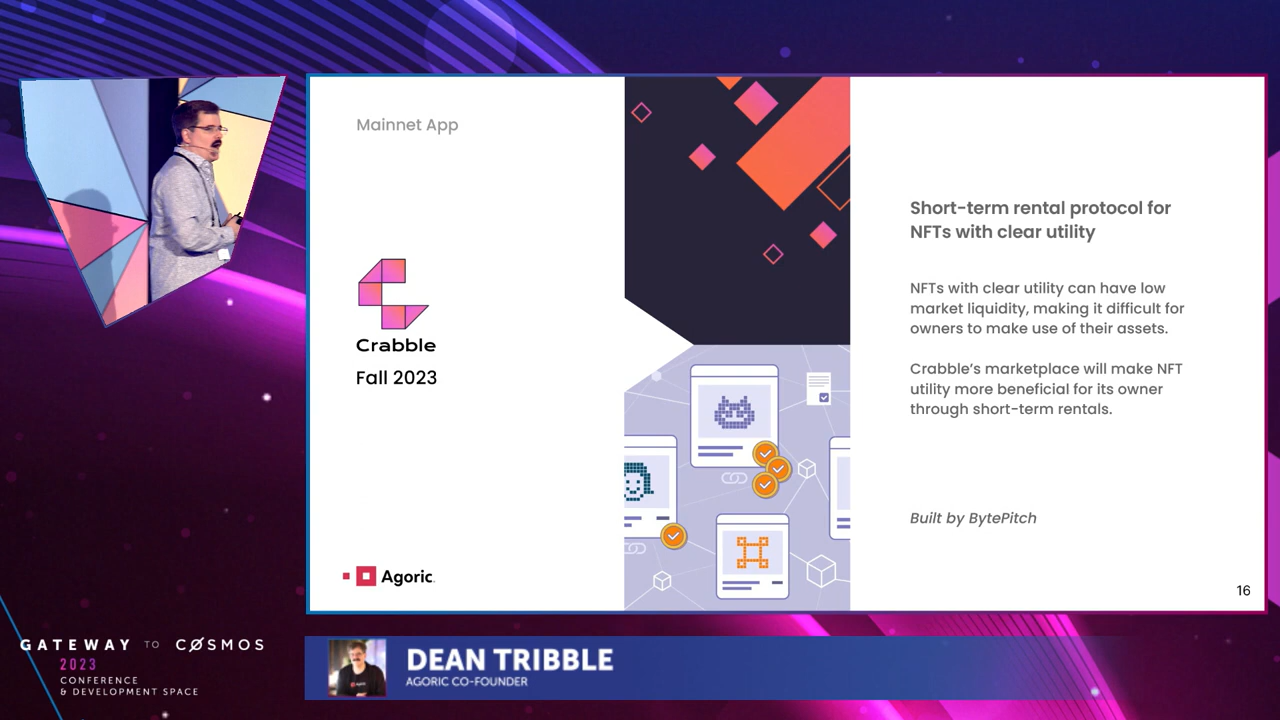 Mainnet App
Crabble
Fall 2023
Agoric
Short-term rental protocol for
NFTs with clear utility
NFTs with clear utility can have low
market liquidity, making it difficult for
owners to make use of their assets.
Crabble's marketplace will make NFT
utility more beneficial for its owner
through short-term rentals.
Built by BytePitch
16
GATEWAY TO COSMOS
2023
CONFERENCE
& DEVELOPMENT SPACE
DEAN TRIBBLE
AGORIC CO-FOUNDER